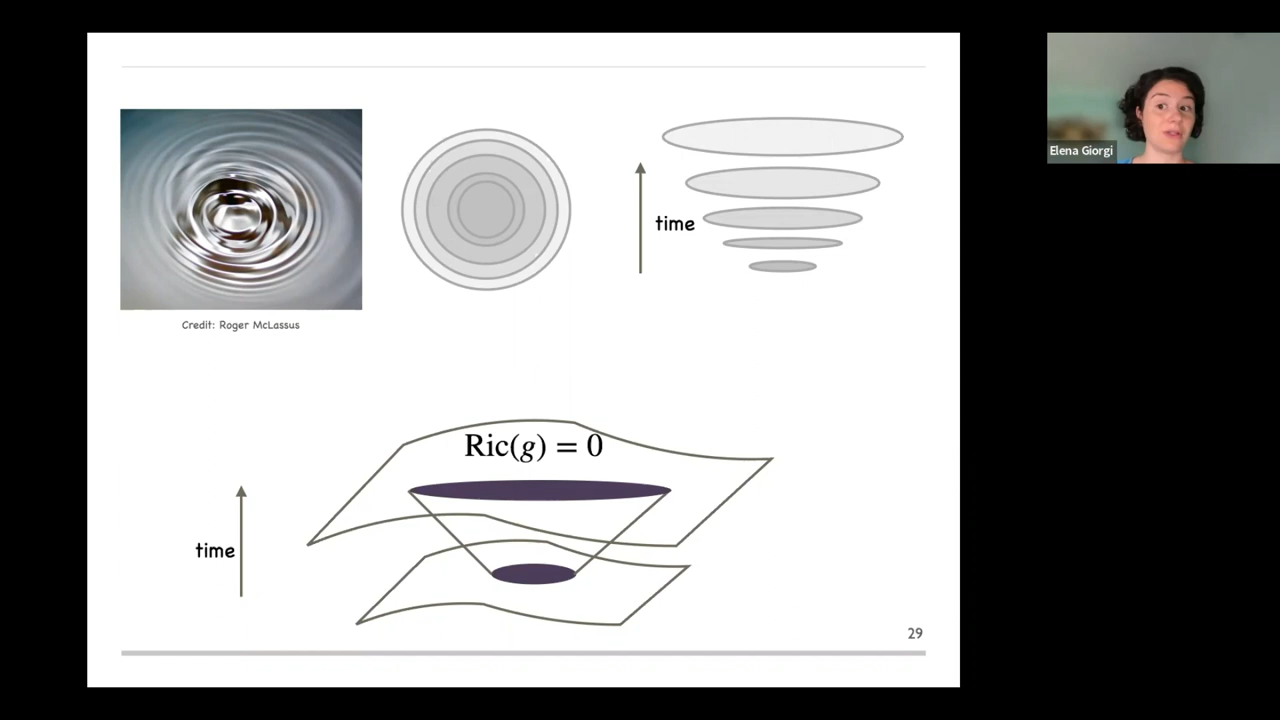 Elena Giorgi
time
Credit: Roger McLassus
Ric(g) = 0
time
29